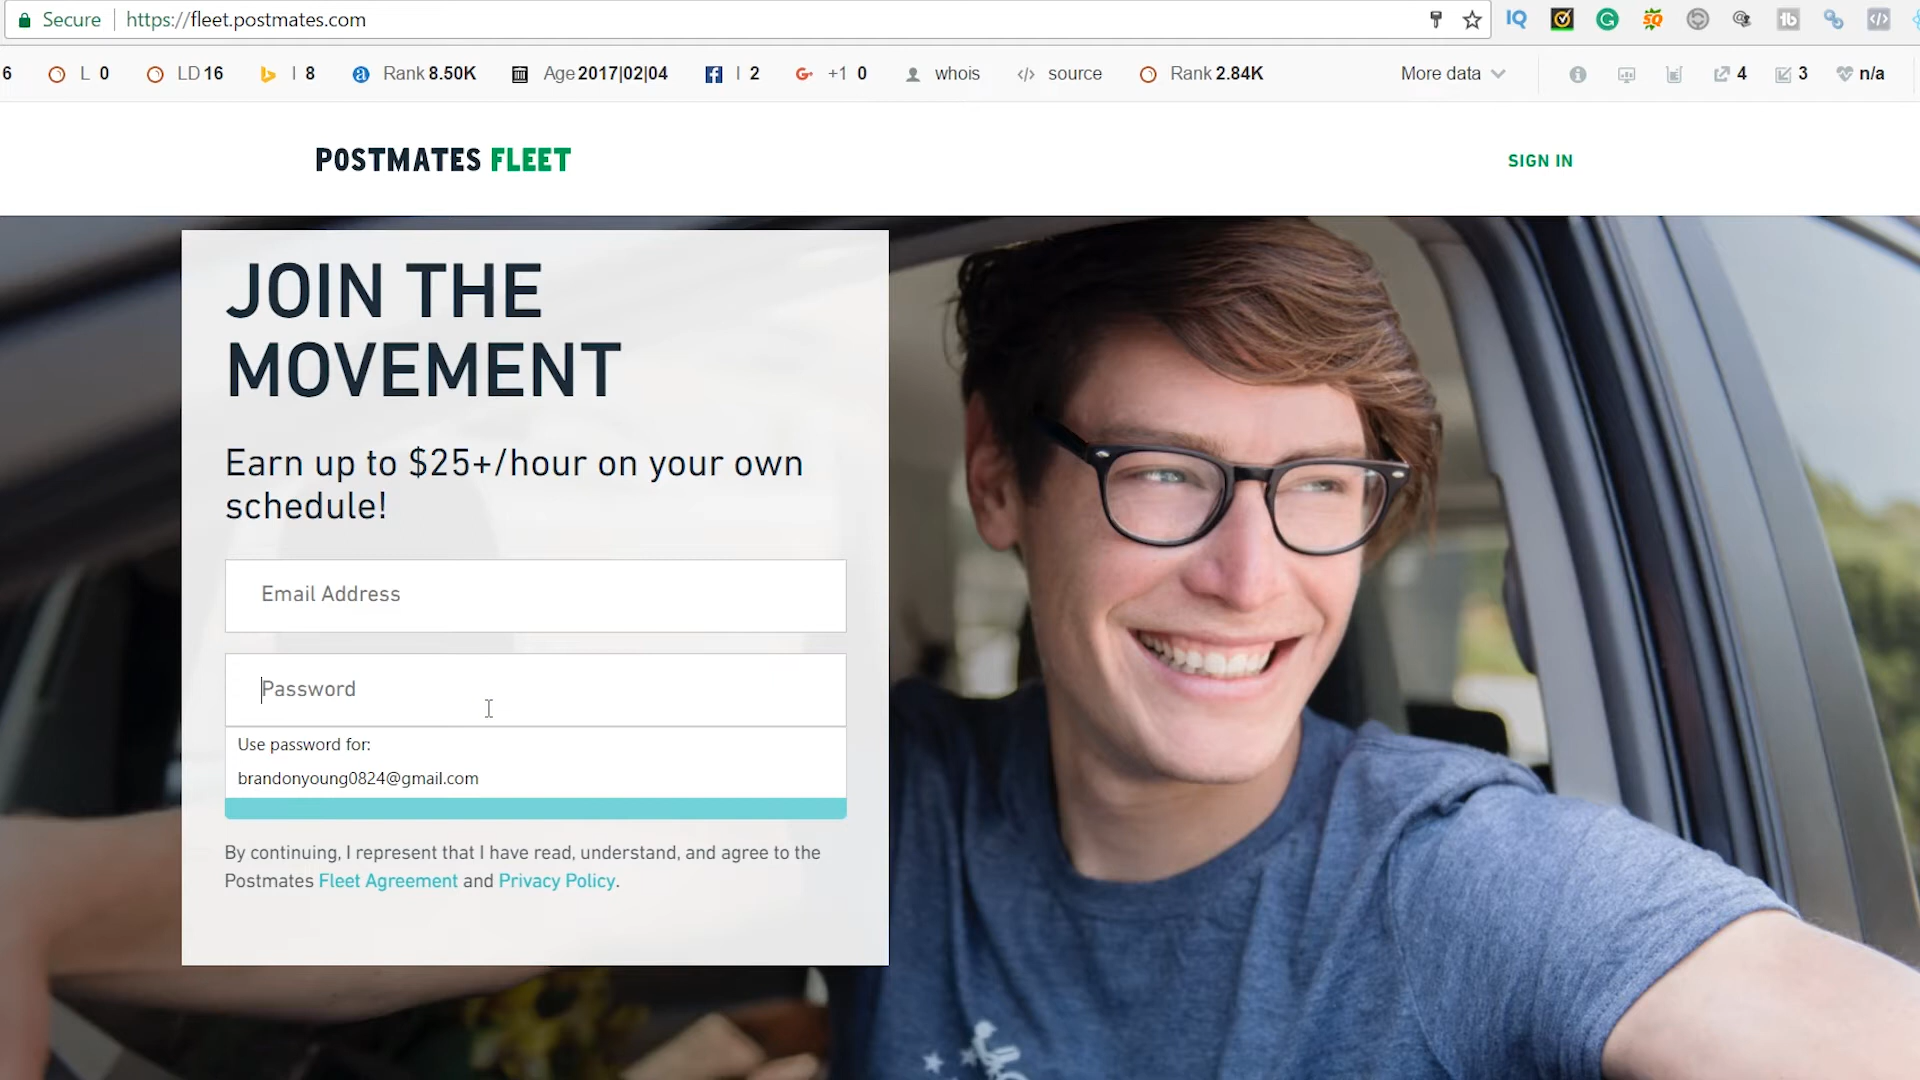 Secure https://fleet.postmates.com
6 L 0 LD 16 I 8 Rank 8.50K Age 2017|02|04 I 2 +1 0 whois source Rank 2.84K More data 4 3 n/a
POSTMATES FLEET
SIGN IN
JOIN THE
MOVEMENT
Earn up to $25+/hour on your own
schedule!
Email Address
Password
Use password for:
brandonyoung0824@gmail.com
By continuing, I represent that I have read, understand, and agree to the
Postmates Fleet Agreement and Privacy Policy.